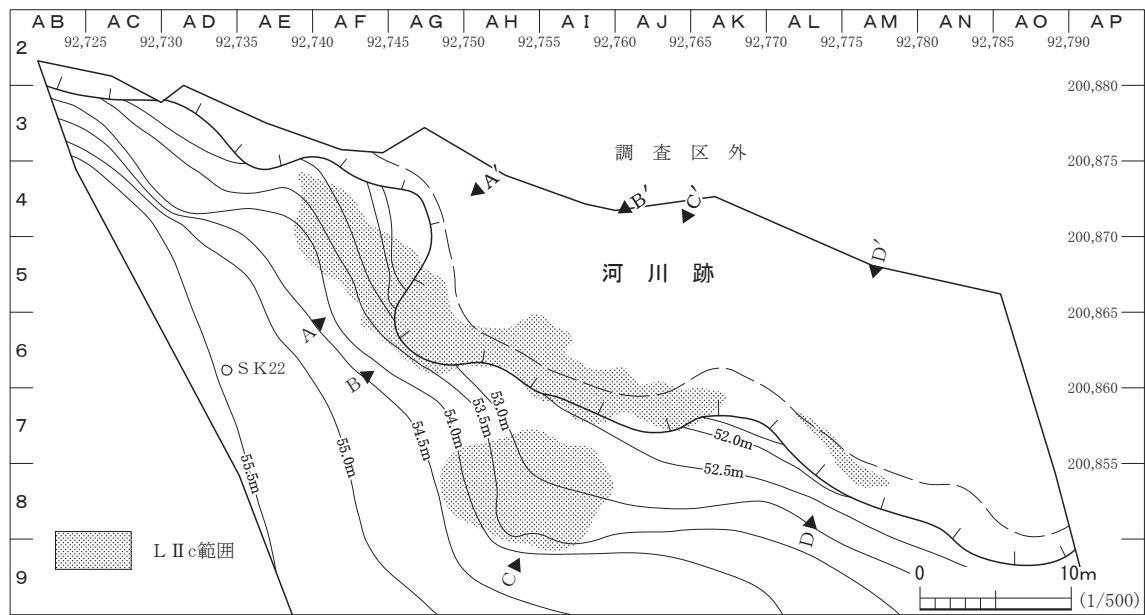 AB AC AD AE AF AG AH AI AJ AK AL AM AN AO AP
92,725 92,730 92,735 92,740 92,745 92,750 92,755 92,760 92,765 92,770 92,775 92,780 92,785 92,790
2
200,880
3
調査区外
200,875
A′
B′
C′
4
200,870
D′
河川跡
5
200,865
A
6
SK22
B
200,860
53.0m
53.5m
54.0m
54.5m
55.0m
55.5m
52.0m
52.5m
7
200,855
8
D
LⅡc範囲
C
9
0 10m
(1/500)